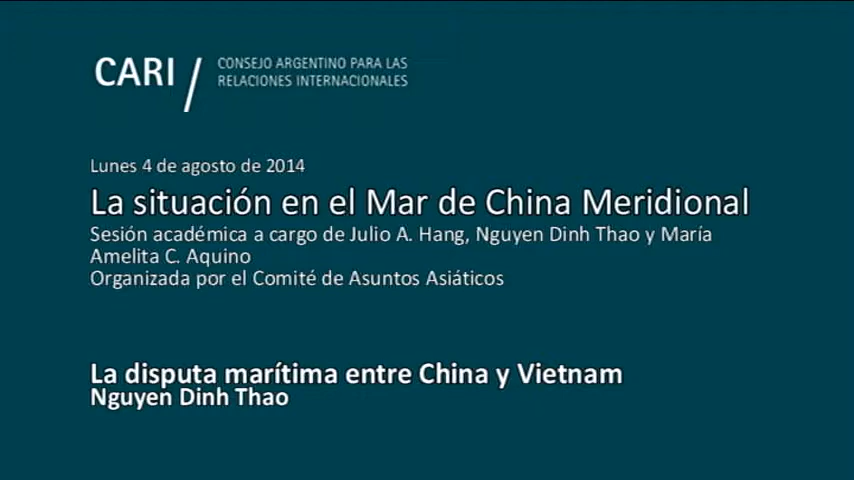 CARI /
CONSEJO ARGENTINO PARA LAS
RELACIONES INTERNACIONALES
Lunes 4 de agosto de 2014
La situación en el Mar de China Meridional
Sesión académica a cargo de Julio A. Hang, Nguyen Dinh Thao y María
Amelita C. Aquino
Organizada por el Comité de Asuntos Asiáticos
La disputa marítima entre China y Vietnam
Nguyen Dinh Thao